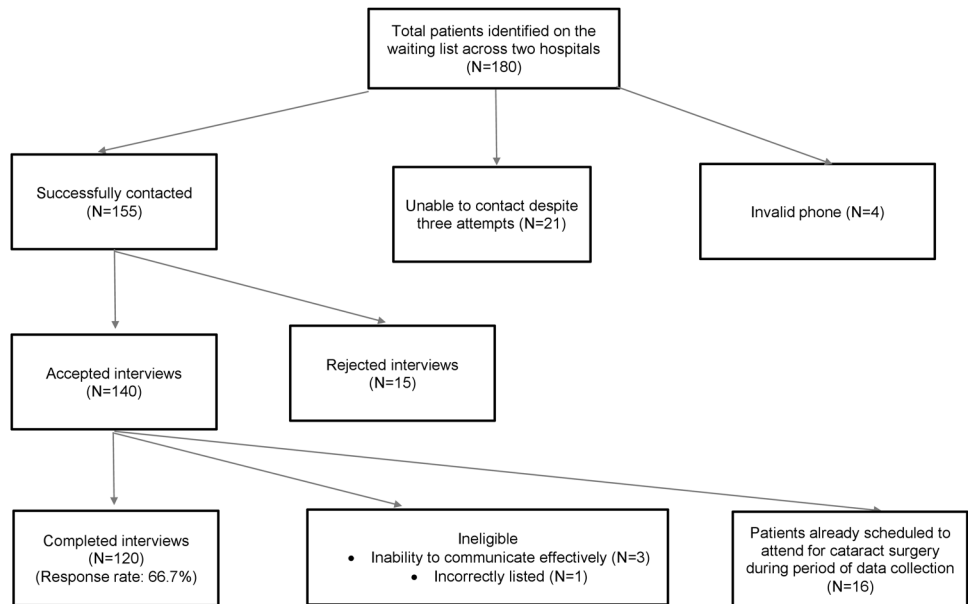 Total patients identified on the
waiting list across two hospitals
(N=180)
Successfully contacted
(N=155)
Unable to contact despite
three attempts (N=21)
Invalid phone (N=4)
Accepted interviews
(N=140)
Rejected interviews
(N=15)
Completed interviews
(N=120)
(Response rate: 66.7%)
Ineligible
• Inability to communicate effectively (N=3)
• Incorrectly listed (N=1)
Patients already scheduled to
attend for cataract surgery
during period of data collection
(N=16)